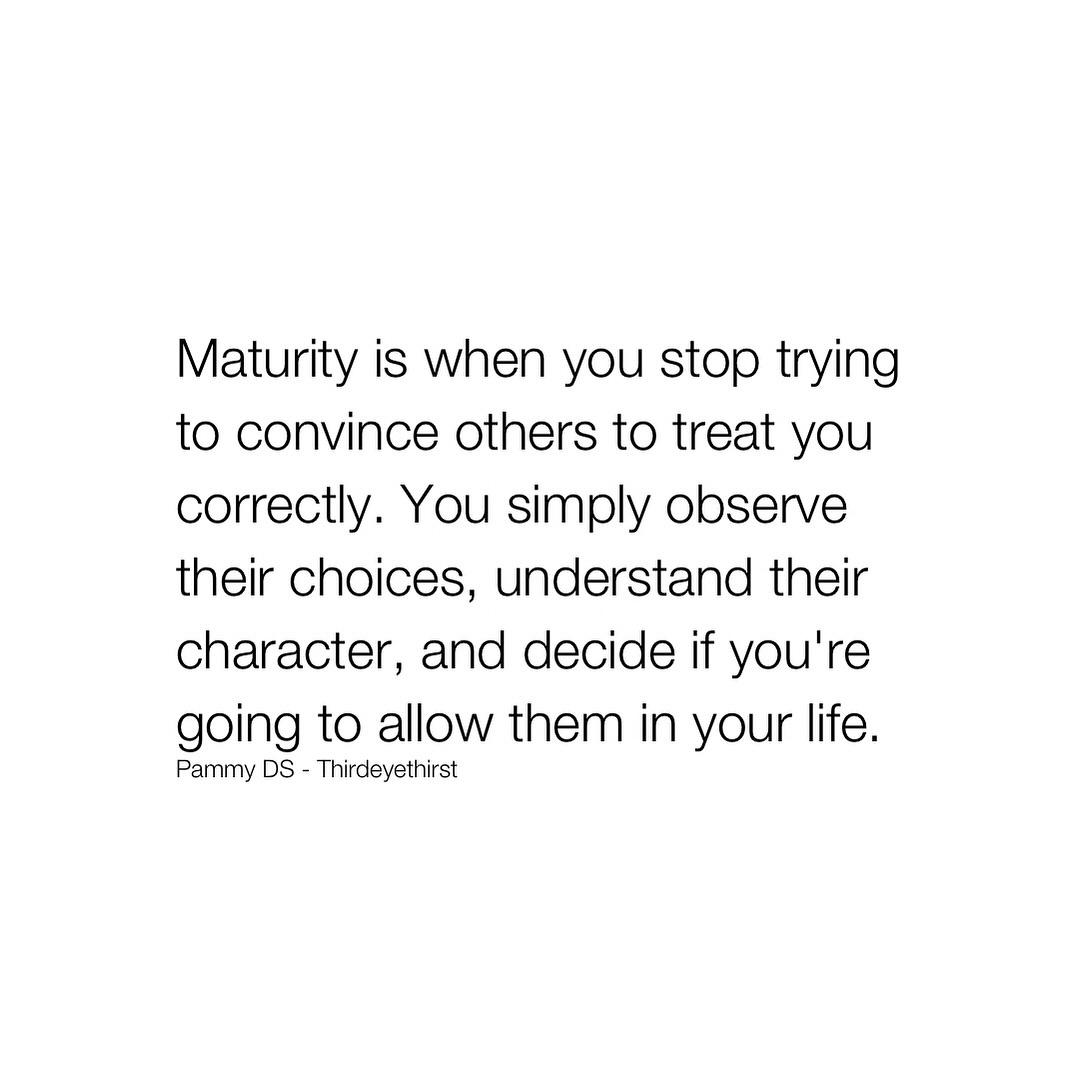 Maturity is when you stop trying
to convince others to treat you
correctly. You simply observe
their choices, understand their
character, and decide if you're
going to allow them in your life.
Pammy DS - Thirdeyethirst